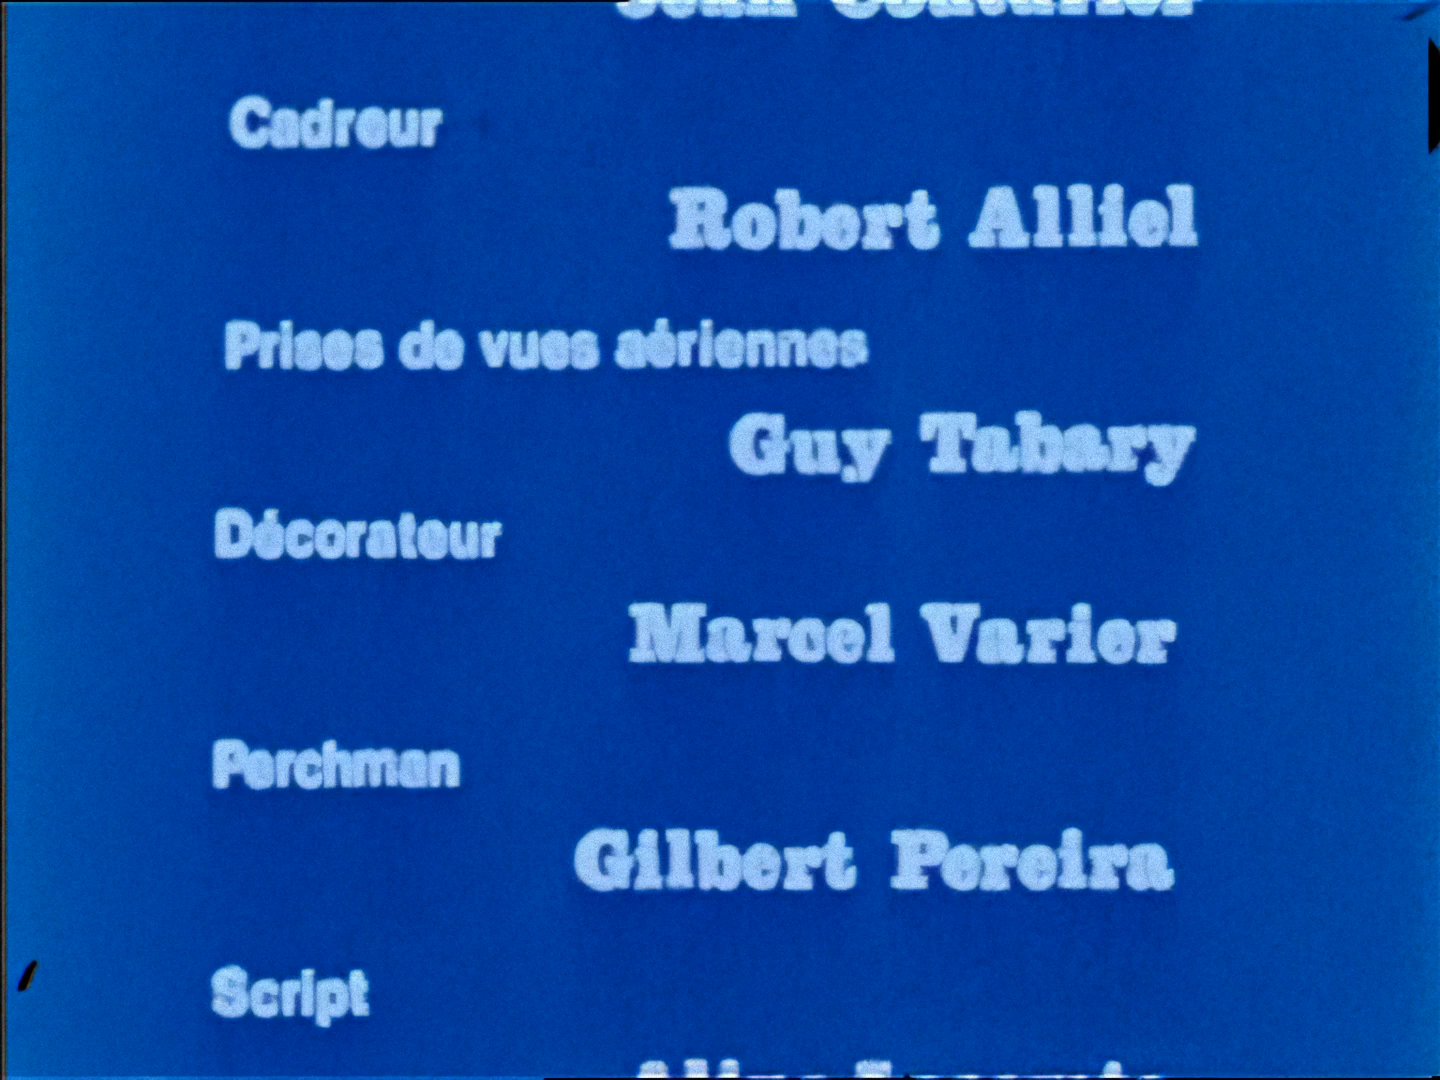 Cadreur
Robert Alliel
Prises de vues aériennes
Guy Tabary
Décorateur
Marcel Varier
Perchman
Gilbert Pereira
Script